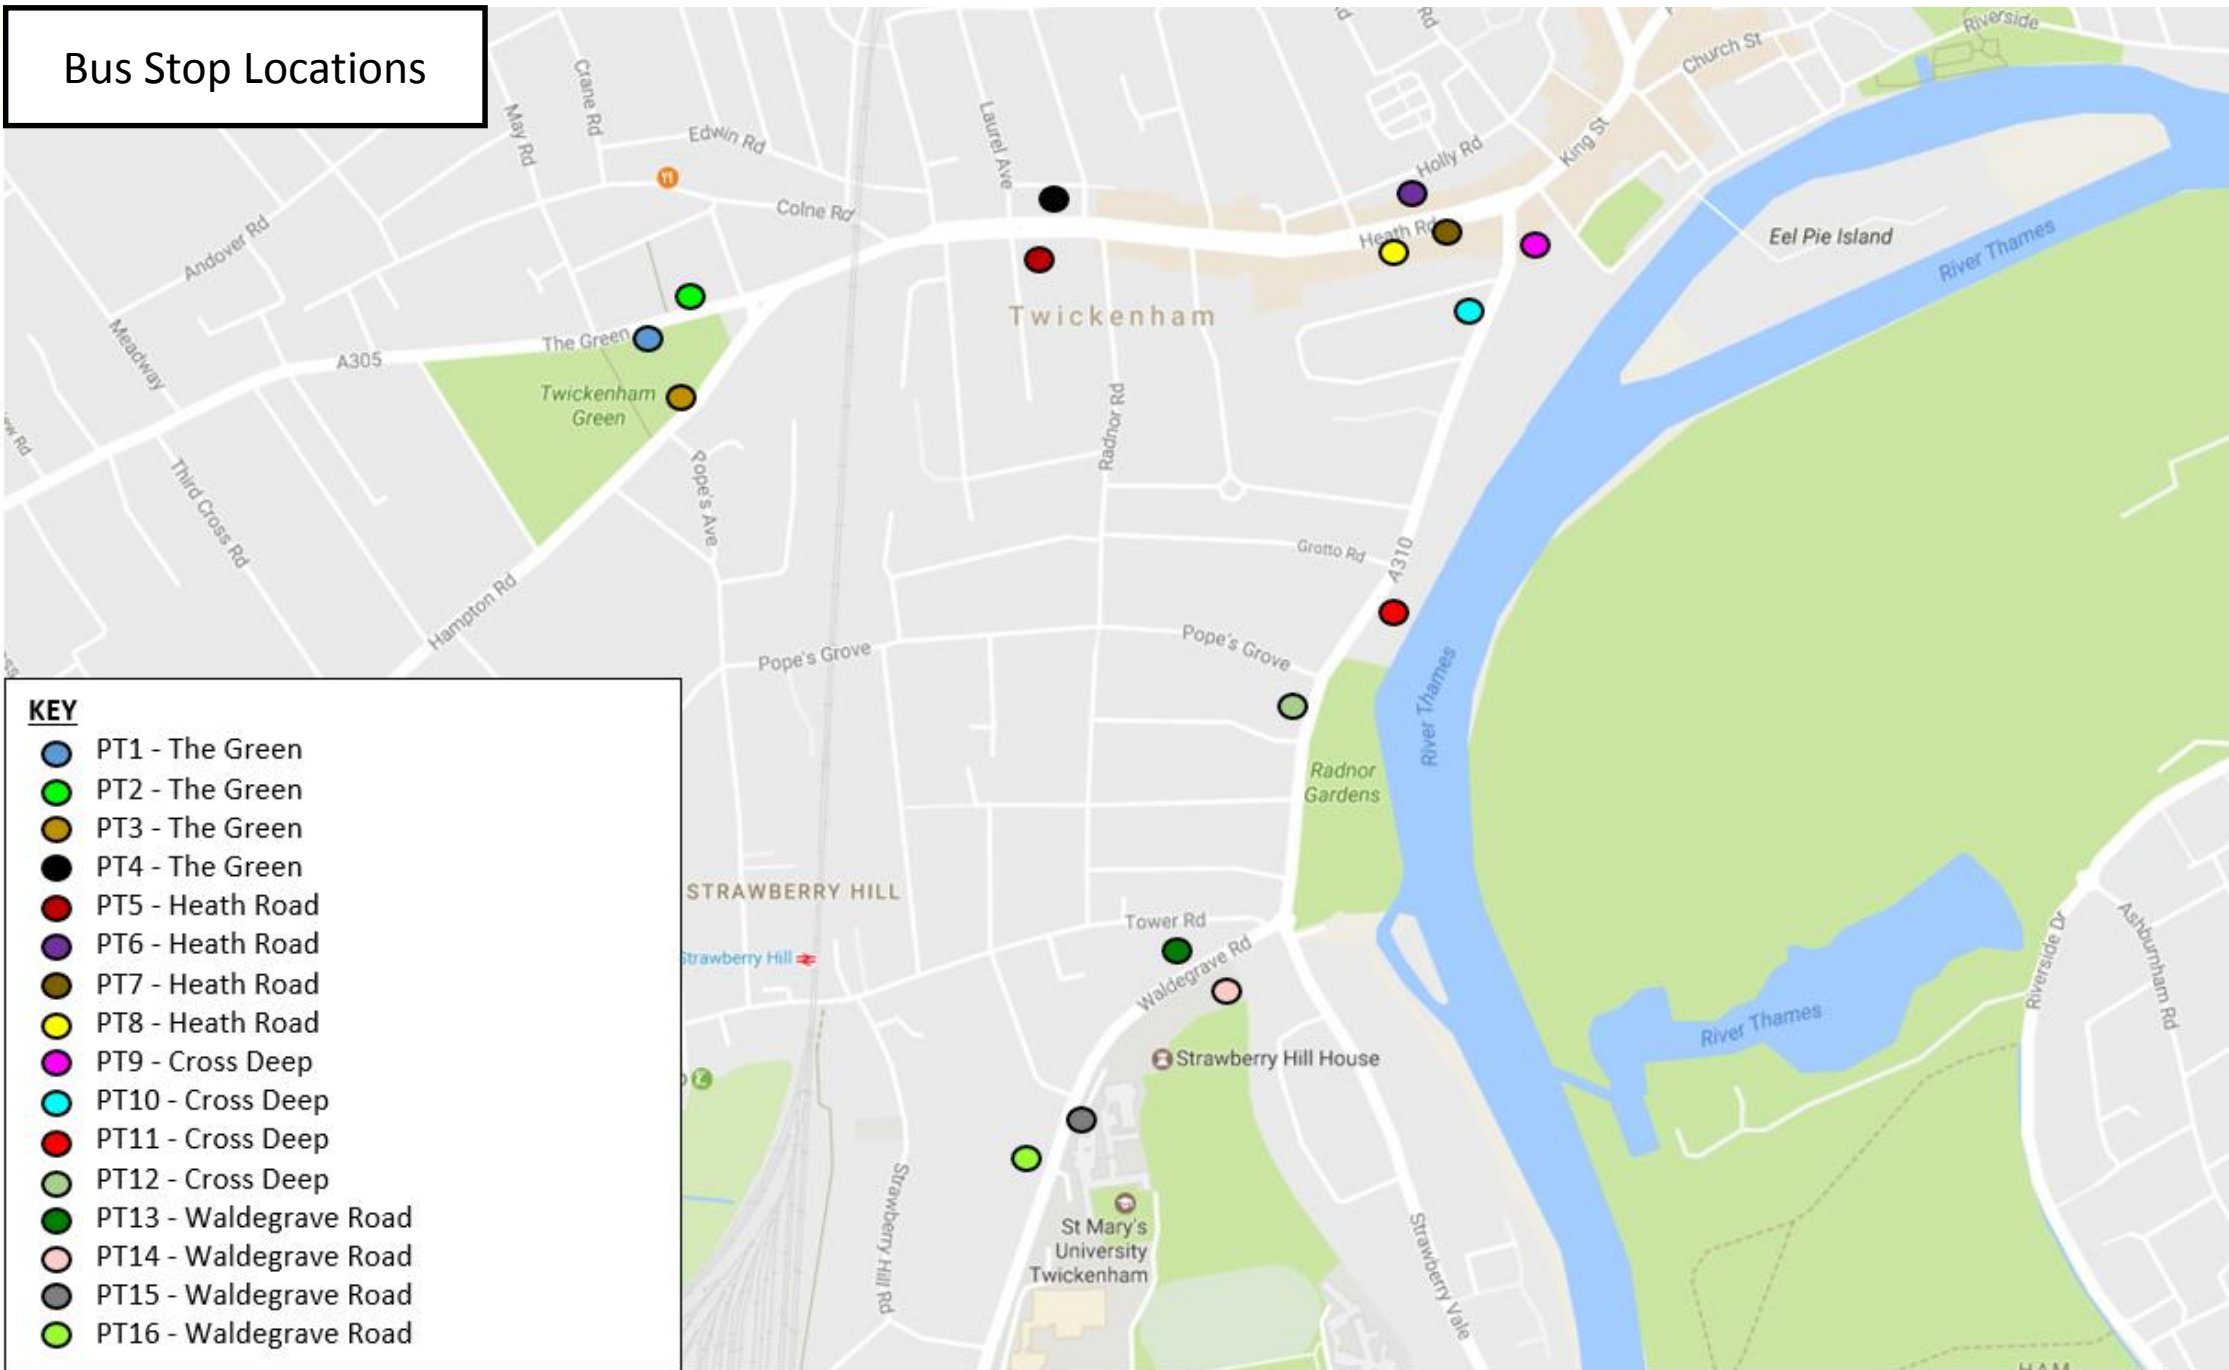 Bus Stop Locations
Riverside
Church St
Rd
Crane Rd
May Rd
Edwin Rd
Laurel Ave
King St
Holly Rd
Colne Rd
Andover Rd
Heath Rd
Eel Pie Island
River Thames
Twickenham
Meadway
The Green
A305
Twickenham
Green
Radnor Rd
Pope's Ave
Third Cross Rd
Grotto Rd
A310
Hampton Rd
Pope's Grove
Pope's Grove
River Thames
Radnor
Gardens
STRAWBERRY HILL
Tower Rd
Strawberry Hill
Waldegrave Rd
Riverside Dr
Ashburnham Rd
River Thames
Strawberry Hill House
Strawberry Hill Rd
St Mary's
University
Twickenham
Strawberry Vale
HAM
KEY
PT1 - The Green
PT2 - The Green
PT3 - The Green
PT4 - The Green
PT5 - Heath Road
PT6 - Heath Road
PT7 - Heath Road
PT8 - Heath Road
PT9 - Cross Deep
PT10 - Cross Deep
PT11 - Cross Deep
PT12 - Cross Deep
PT13 - Waldegrave Road
PT14 - Waldegrave Road
PT15 - Waldegrave Road
PT16 - Waldegrave Road